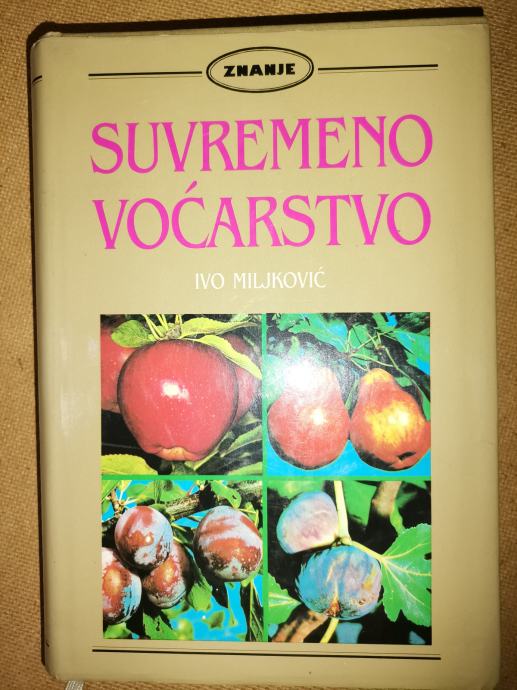 ZNANJE
SUVREMENO
VOĆARSTVO
IVO MILJKOVIĆ